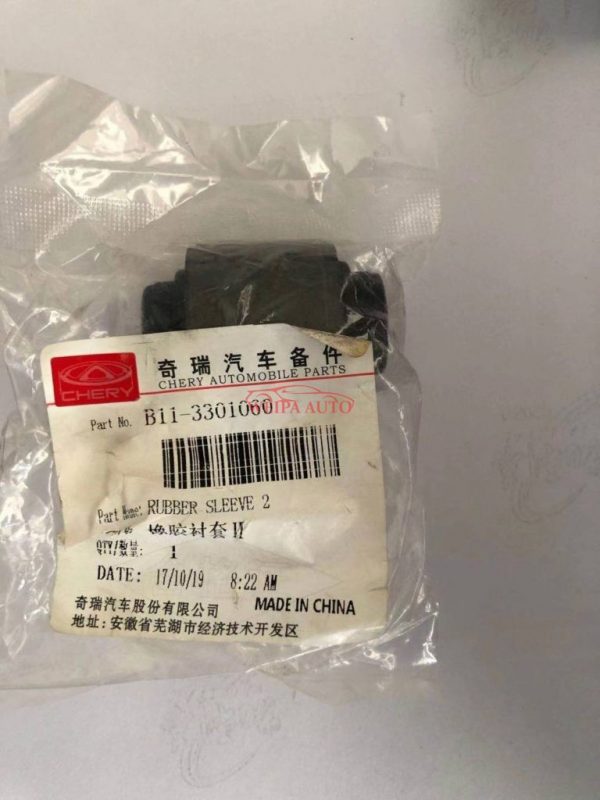 奇瑞汽车备件
CHERY AUTOMOBILE PARTS
CHERY
Part No. B11-3301060
Part Name: RUBBER SLEEVE 2
橡胶衬套II
QTY/数量: 1
DATE: 17/10/19 8:22 AM
奇瑞汽车股份有限公司 MADE IN CHINA
地址: 安徽省芜湖市经济技术开发区